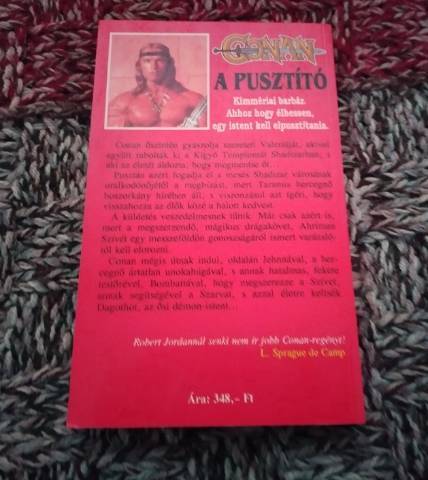 CONAN
A PUSZTÍTÓ
Kimmériai barbár.
Ahhoz hogy élhessen,
egy istent kell elpusztítania.
Conan őszintén gyászolja szerelmét Valeriáját, akivel
együtt rabolták ki a Kígyó Templomát Shadizarban, s
aki az életét áldozta, hogy megmentse őt...
Pusztán azért fogadja el a mesés Shadizar városának
uralkodónőjétől a megbízást, mert Taramis hercegnő
boszorkány hírében áll, s viszonzásul azt ígéri, hogy
visszahozza az élők közé a halott kedvest.
A küldetés veszedelmesnek tűnik. Már csak azért is,
mert a megszerzendő, mágikus drágakövet, Ahriman
Szívét egy messzeföldön gonoszságáról ismert varázsló-
tól kell elorozni.
Conan mégis útnak indul, oldalán Jehnnával, a her-
cegnő ártatlan unokahúgával, s annak hatalmas, fekete
testőrével, Bombatával, hogy megszerezze a Szívet,
annak segítségével a Szarvat, s azzal életre keltsék
Dagothot, az ősi démon-istent...
Robert Jordannál senki nem ír jobb Conan-regényt!
L. Sprague de Camp
Ára: 348,- Ft